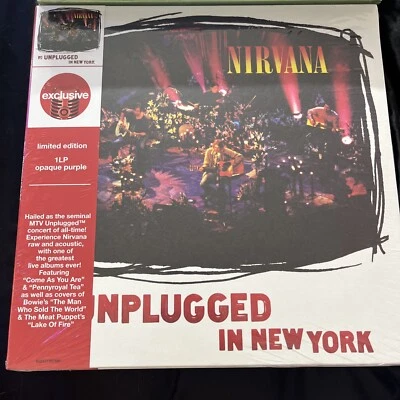 UNPLUGGED
IN NEW YORK
exclusive
limited edition
1LP
opaque purple
Hailed as the seminal
MTV Unplugged™
concert of all-time!
Experience Nirvana
raw and acoustic,
with one of
the greatest
live albums ever!
Featuring
"Come As You Are"
& "Pennyroyal Tea"
as well as covers of
Bowie's "The Man
Who Sold The World"
& The Meat Puppet's
"Lake Of Fire"
NIRVANA
NPLUGGED
IN NEW YORK